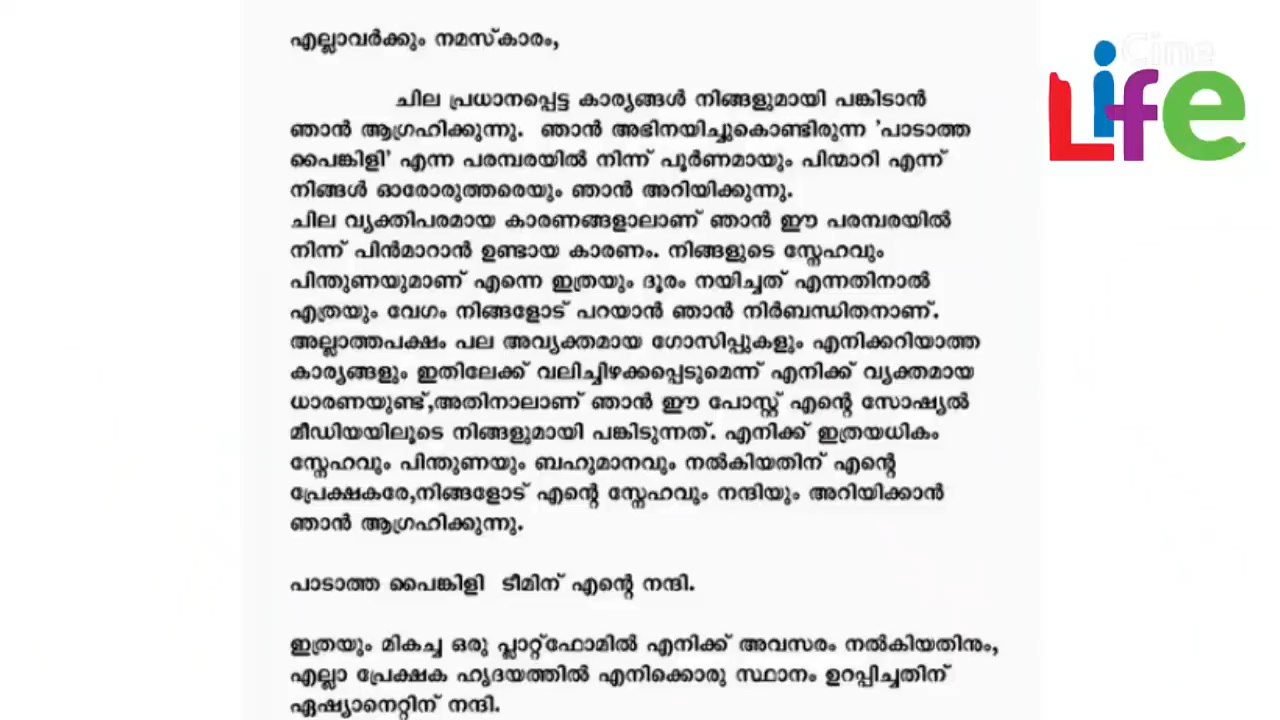 എല്ലാവർക്കും നമസ്കാരം,
Cine
Life
ചില പ്രധാനപ്പെട്ട കാര്യങ്ങൾ നിങ്ങളുമായി പങ്കിടാൻ
ഞാൻ ആഗ്രഹിക്കുന്നു. ഞാൻ അഭിനയിച്ചുകൊണ്ടിരുന്ന 'പാടാത്ത
പൈങ്കിളി' എന്ന പരമ്പരയിൽ നിന്ന് പൂർണമായും പിന്മാറി എന്ന്
നിങ്ങൾ ഓരോരുത്തരെയും ഞാൻ അറിയിക്കുന്നു.
ചില വ്യക്തിപരമായ കാരണങ്ങളാലാണ് ഞാൻ ഈ പരമ്പരയിൽ
നിന്ന് പിൻമാറാൻ ഉണ്ടായ കാരണം. നിങ്ങളുടെ സ്നേഹവും
പിന്തുണയുമാണ് എന്നെ ഇത്രയും ദൂരം നയിച്ചത് എന്നതിനാൽ
എത്രയും വേഗം നിങ്ങളോട് പറയാൻ ഞാൻ നിർബന്ധിതനാണ്.
അല്ലാത്തപക്ഷം പല അവ്യക്തമായ ഗോസിപ്പുകളും എനിക്കറിയാത്ത
കാര്യങ്ങളും ഇതിലേക്ക് വലിച്ചിഴക്കപ്പെടുമെന്ന് എനിക്ക് വ്യക്തമായ
ധാരണയുണ്ട്,അതിനാലാണ് ഞാൻ ഈ പോസ്റ്റ് എന്റെ സോഷ്യൽ
മീഡിയയിലൂടെ നിങ്ങളുമായി പങ്കിടുന്നത്. എനിക്ക് ഇത്രയധികം
സ്നേഹവും പിന്തുണയും ബഹുമാനവും നൽകിയതിന് എന്റെ
പ്രേക്ഷകരേ,നിങ്ങളോട് എന്റെ സ്നേഹവും നന്ദിയും അറിയിക്കാൻ
ഞാൻ ആഗ്രഹിക്കുന്നു.
പാടാത്ത പൈങ്കിളി ടീമിന് എന്റെ നന്ദി.
ഇത്രയും മികച്ച ഒരു പ്ലാറ്റ്ഫോമിൽ എനിക്ക് അവസരം നൽകിയതിനും,
എല്ലാ പ്രേക്ഷക ഹൃദയത്തിൽ എനിക്കൊരു സ്ഥാനം ഉറപ്പിച്ചതിന്
ഏഷ്യാനെറ്റിന് നന്ദി.